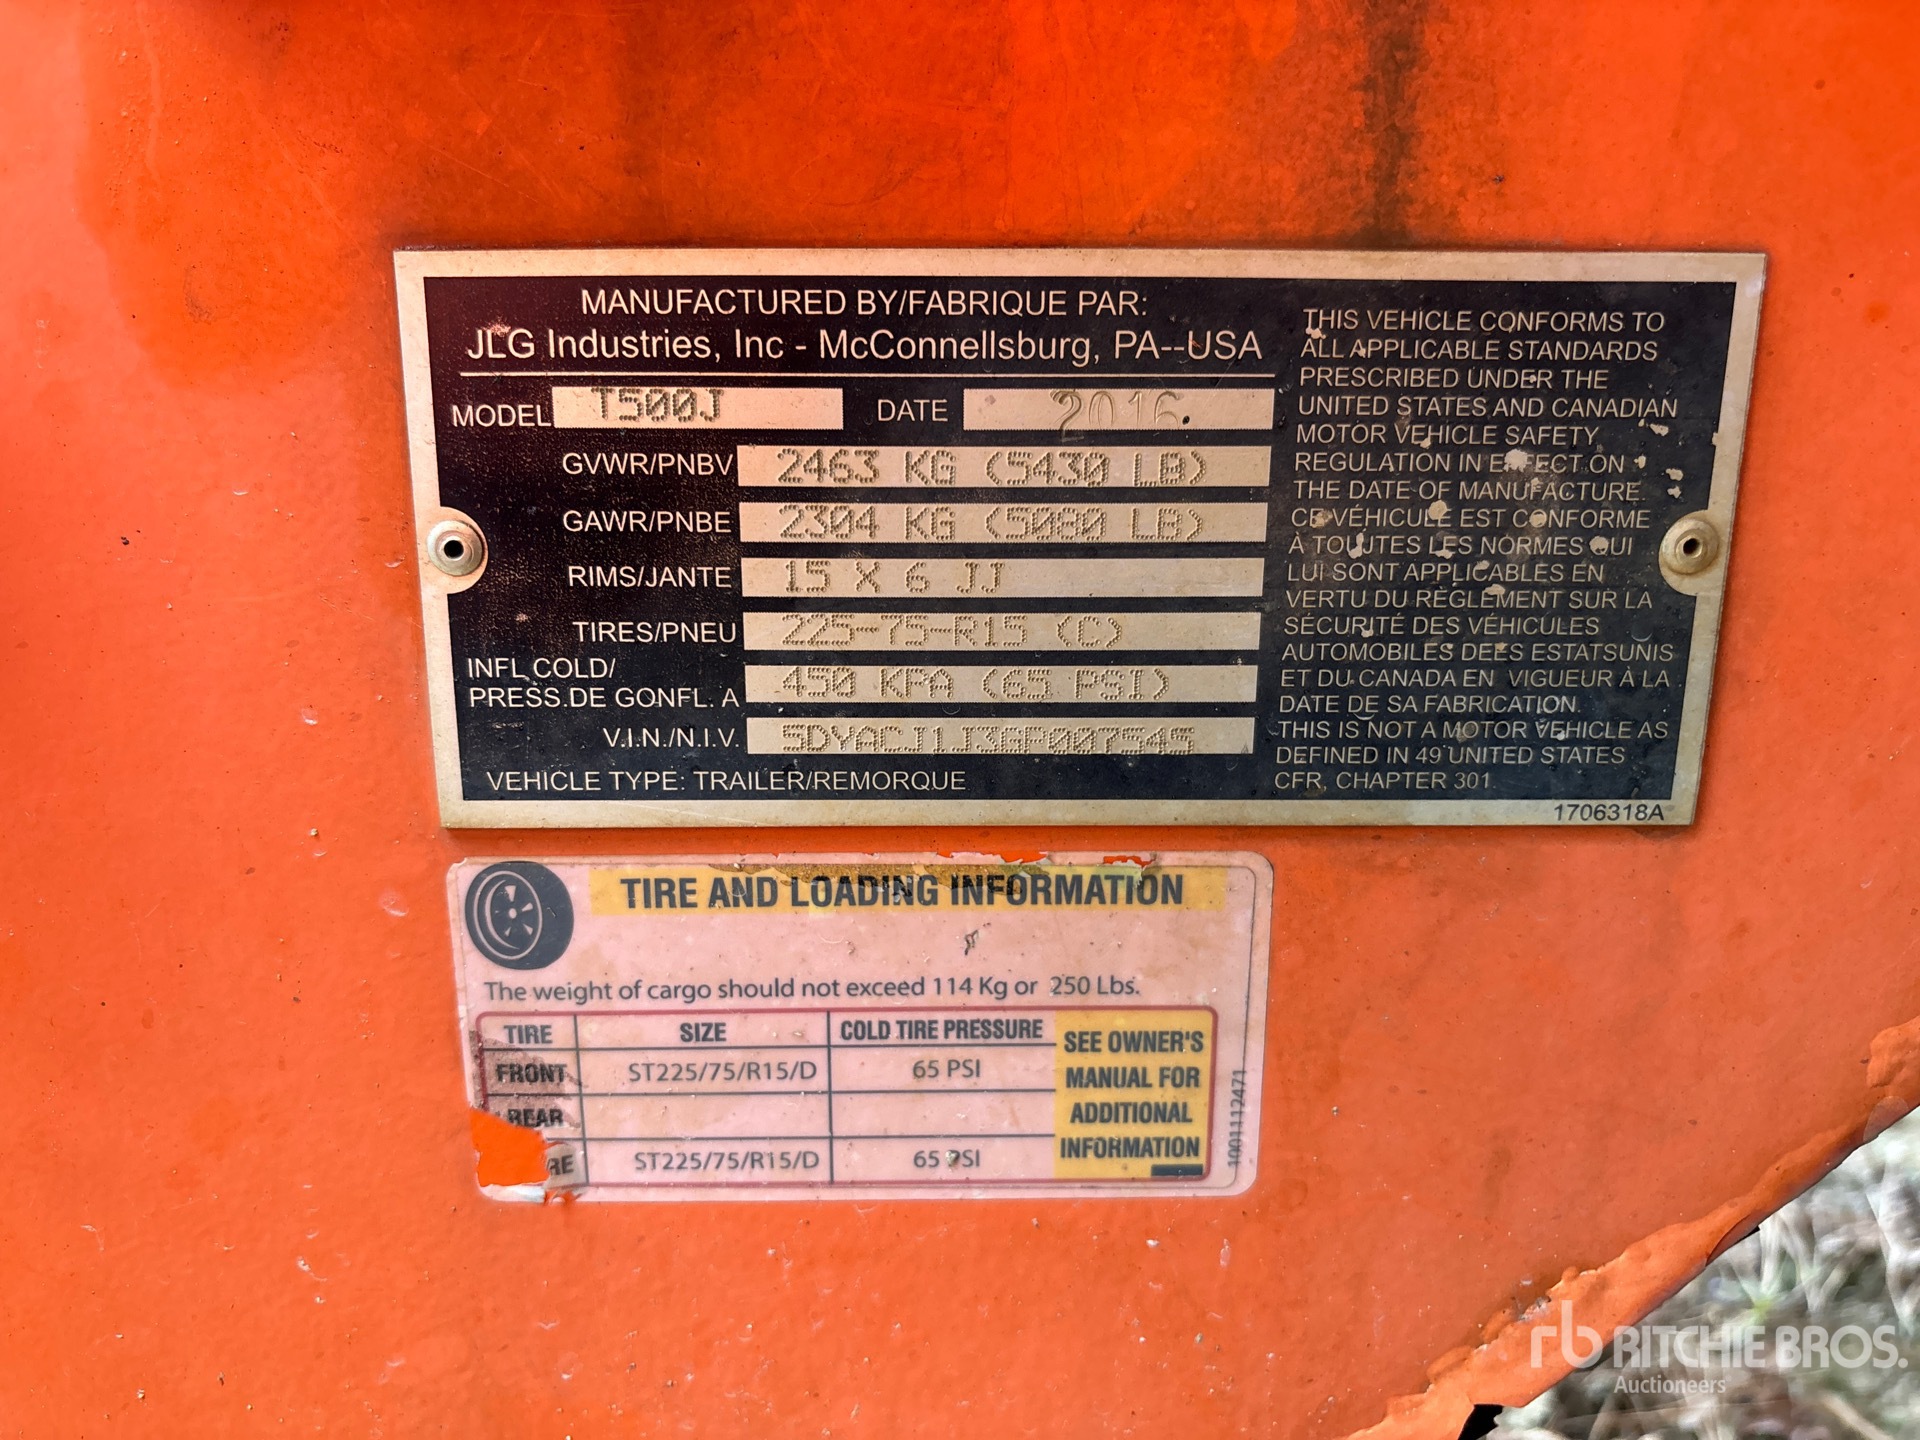 MANUFACTURED BY/FABRIQUE PAR:
JLG Industries, Inc - McConnellsburg, PA--USA
MODEL T500J DATE 2016
GVWR/PNBV 2463 KG (5430 LB)
GAWR/PNBE 2304 KG (5080 LB)
RIMS/JANTE 15 X 6 JJ
TIRES/PNEU 225-75-R15 (C)
INFL COLD/
PRESS.DE GONFL. A 450 KPA (65 PSI)
V.I.N./N.I.V. 5DYACJ1J3GP007545
VEHICLE TYPE: TRAILER/REMORQUE
THIS VEHICLE CONFORMS TO
ALL APPLICABLE STANDARDS
PRESCRIBED UNDER THE
UNITED STATES AND CANADIAN
MOTOR VEHICLE SAFETY
REGULATION IN EFFECT ON
THE DATE OF MANUFACTURE.
CE VÉHICULE EST CONFORME
À TOUTES LES NORMES QUI
LUI SONT APPLICABLES EN
VERTU DU RÈGLEMENT SUR LA
SÉCURITÉ DES VÉHICULES
AUTOMOBILES DEES ESTATSUNIS
ET DU CANADA EN VIGUEUR À LA
DATE DE SA FABRICATION.
THIS IS NOT A MOTOR VEHICLE AS
DEFINED IN 49 UNITED STATES
CFR, CHAPTER 301.
1706318A
TIRE AND LOADING INFORMATION
The weight of cargo should not exceed 114 Kg or 250 Lbs.
TIRE SIZE COLD TIRE PRESSURE
FRONT ST225/75/R15/D 65 PSI
REAR
ST225/75/R15/D 65 PSI
SEE OWNER'S
MANUAL FOR
ADDITIONAL
INFORMATION
1001112471
rb RITCHIE BROS.
Auctioneers